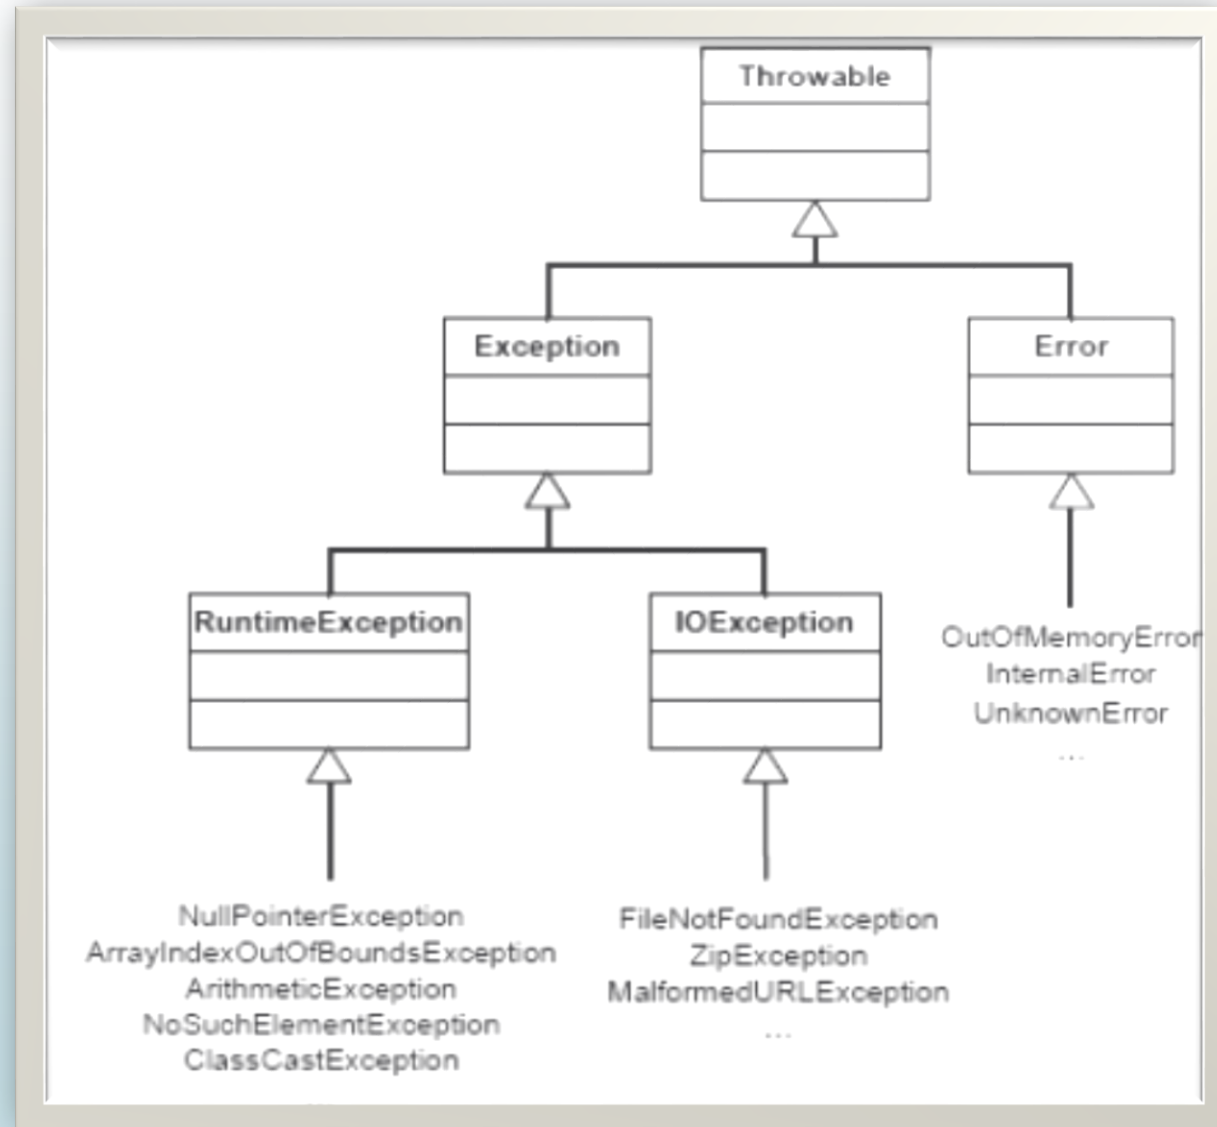 Throwable
Exception
Error
RuntimeException
IOException
OutOfMemoryError
InternalError
UnknownError
...
NullPointerException
ArrayIndexOutOfBoundsException
ArithmeticException
NoSuchElementException
ClassCastException
FileNotFoundException
ZipException
MalformedURLException
...